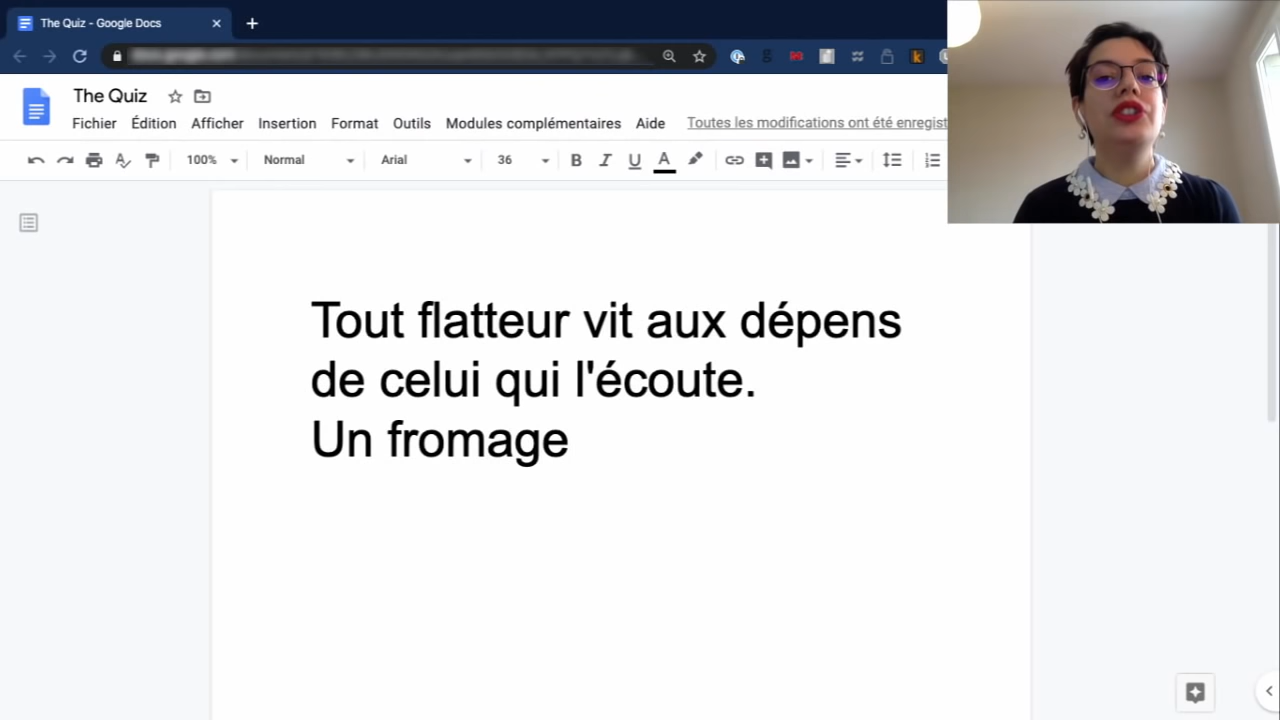 The Quiz - Google Docs
The Quiz
Fichier Édition Afficher Insertion Format Outils Modules complémentaires Aide Toutes les modifications ont été enregist
100% Normal Arial 36 B I U A
Tout flatteur vit aux dépens
de celui qui l'écoute.
Un fromage